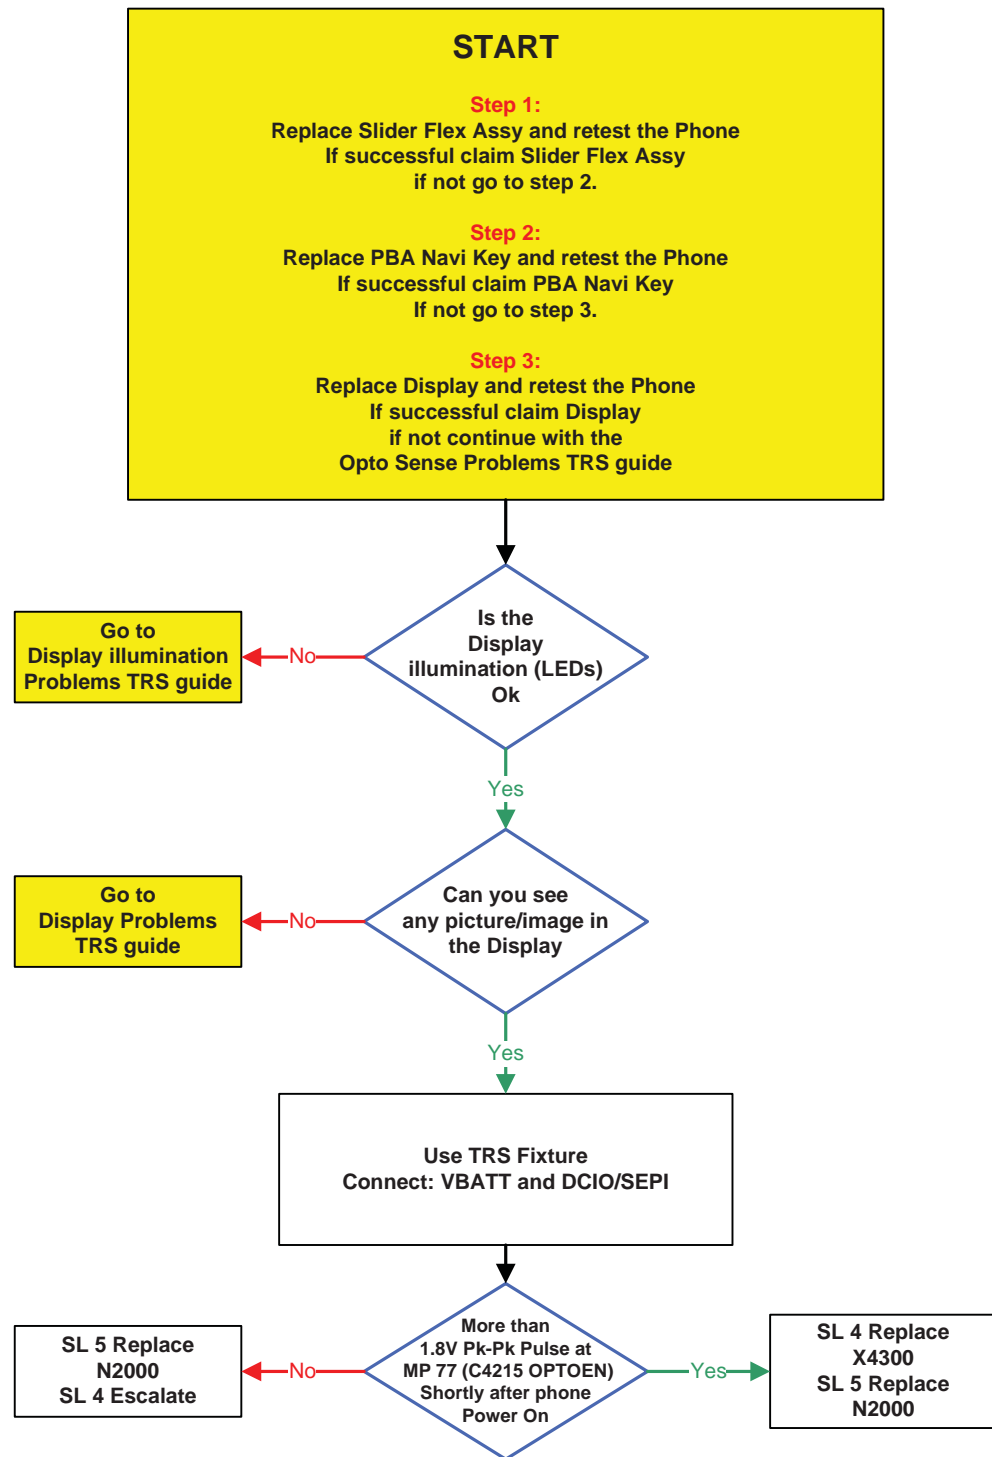 START
Step 1:
Replace Slider Flex Assy and retest the Phone
If successful claim Slider Flex Assy
if not go to step 2.
Step 2:
Replace PBA Navi Key and retest the Phone
If successful claim PBA Navi Key
If not go to step 3.
Step 3:
Replace Display and retest the Phone
If successful claim Display
if not continue with the
Opto Sense Problems TRS guide
Is the
Display
illumination (LEDs)
Ok
No
Go to
Display illumination
Problems TRS guide
Yes
Can you see
any picture/image in
the Display
No
Go to
Display Problems
TRS guide
Yes
Use TRS Fixture
Connect: VBATT and DCIO/SEPI
More than
1.8V Pk-Pk Pulse at
MP 77 (C4215 OPTOEN)
Shortly after phone
Power On
No
SL 5 Replace
N2000
SL 4 Escalate
Yes
SL 4 Replace
X4300
SL 5 Replace
N2000